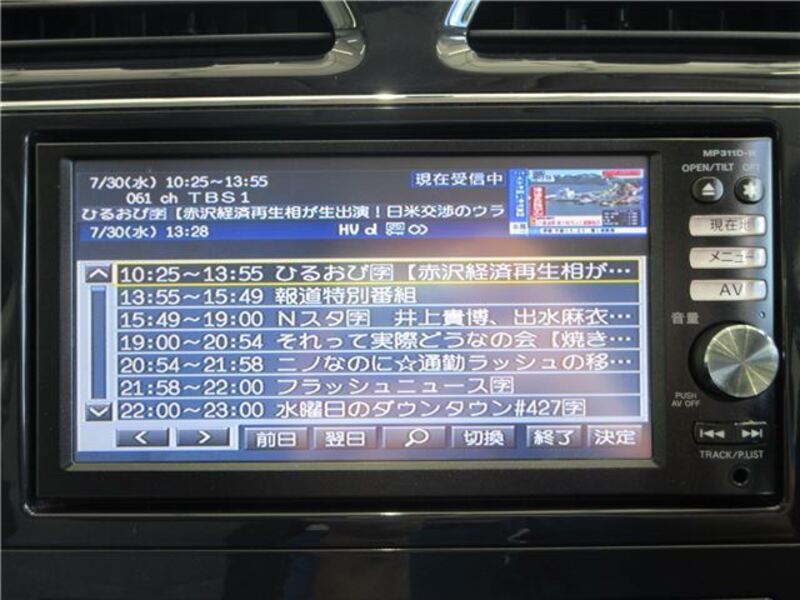 MP311D-W
OPEN/TILT
OPT
7/30(水) 10:25～13:55
現在受信中
061 ch TBS1
ひるおび字【赤沢経済再生相が生出演！日米交渉のウラ
7/30(水) 13:28
HV d
10:25～13:55 ひるおび字【赤沢経済再生相が…
13:55～15:49 報道特別番組
15:49～19:00 Nスタ字 井上貴博、出水麻衣…
19:00～20:54 それって実際どうなの会【焼き…
20:54～21:58 ニノなのに☆通勤ラッシュの移…
21:58～22:00 フラッシュニュース字
22:00～23:00 水曜日のダウンタウン#427字
< > 前日 翌日 切換 終了 決定
現在地
メニュー
AV
音量
PUSH
AV OFF
TRACK/P.LIST